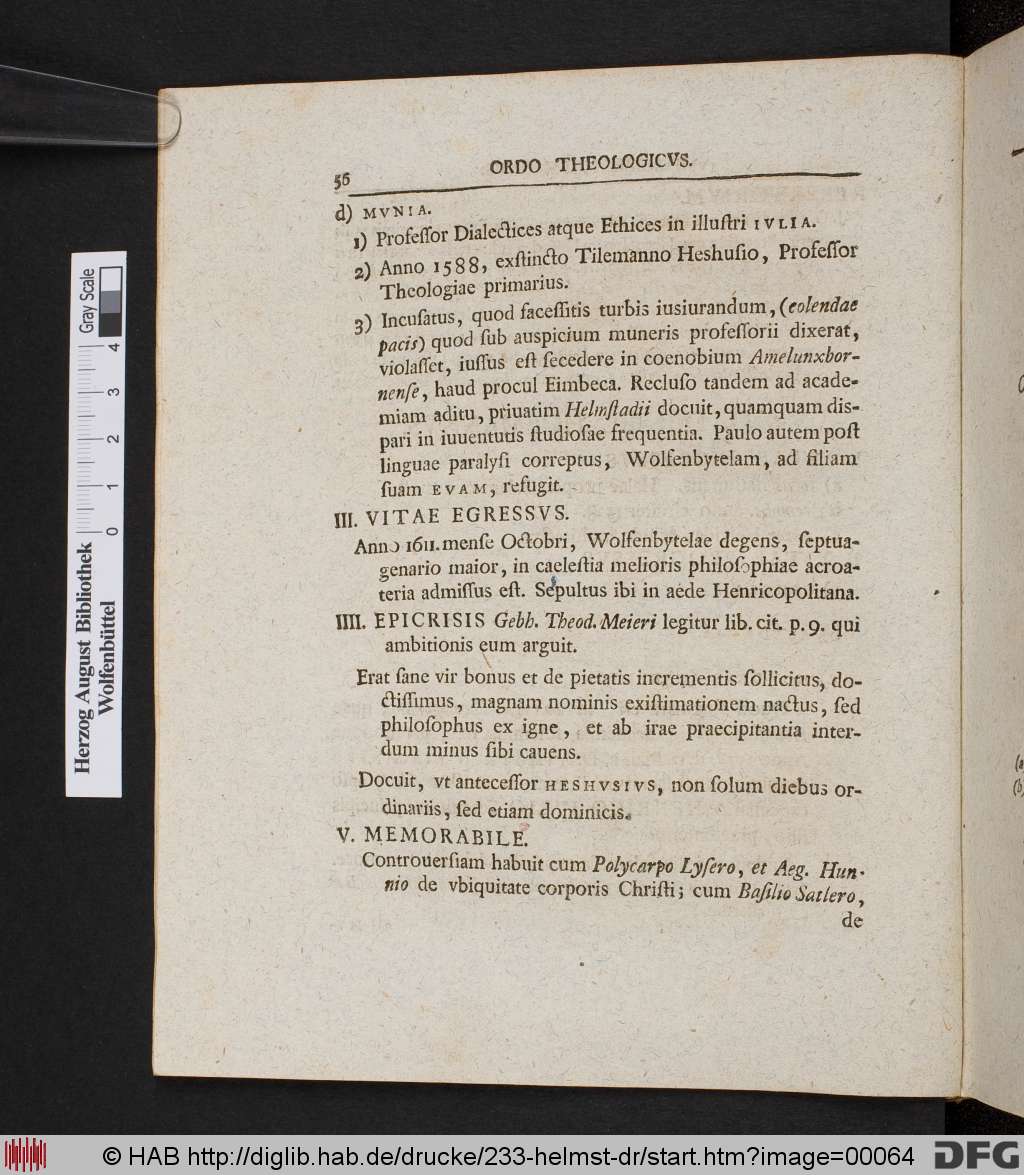 56
ORDO THEOLOGICVS.
d) MVNIA.
1) Profeſſor Dialectices atque Ethices in illuſtri IVLIA.
2) Anno 1588, exſtincto Tilemanno Heshuſio, Profeſſor
Theologiae primarius.
3) Incuſatus, quod faceſſitis turbis iusiurandum, (colendae
pacis) quod ſub auspicium muneris profeſſorii dixerat,
violaſſet, iuſſus eſt ſecedere in coenobium Amelunxbor-
nenſe, haud procul Eimbeca. Recluſo tandem ad acade-
miam aditu, priuatim Helmſtadii docuit, quamquam dis-
pari in iuuentutis ſtudioſae frequentia. Paulo autem poſt
linguae paralyſi correptus, Wolfenbytelam, ad filiam
ſuam EVAM, refugit.
III. VITAE EGRESSVS.
Anno 1611. menſe Octobri, Wolfenbytelae degens, ſeptua-
genario maior, in caeleſtia melioris philoſophiae acroa-
teria admiſſus eſt. Sepultus ibi in aede Henricopolitana.
IIII. EPICRISIS Gebh. Theod. Meieri legitur lib. cit. p. 9. qui
ambitionis eum arguit.
Erat ſane vir bonus et de pietatis incrementis ſollicitus, do-
ctiſſimus, magnam nominis exiſtimationem nactus, ſed
philoſophus ex igne, et ab irae praecipitantia inter-
dum minus ſibi cauens.
Docuit, vt anteceſſor HESHVSIVS, non ſolum diebus or-
dinariis, ſed etiam dominicis.
V. MEMORABILE.
Controuerſiam habuit cum Polycarpo Lyſero, et Aeg. Hun-
nio de vbiquitate corporis Chriſti; cum Baſilio Satlero,
de
Gray Scale
0 1 2 3 4
Herzog August Bibliothek
Wolfenbüttel
© HAB http://diglib.hab.de/drucke/233-helmst-dr/start.htm?image=00064
DFG